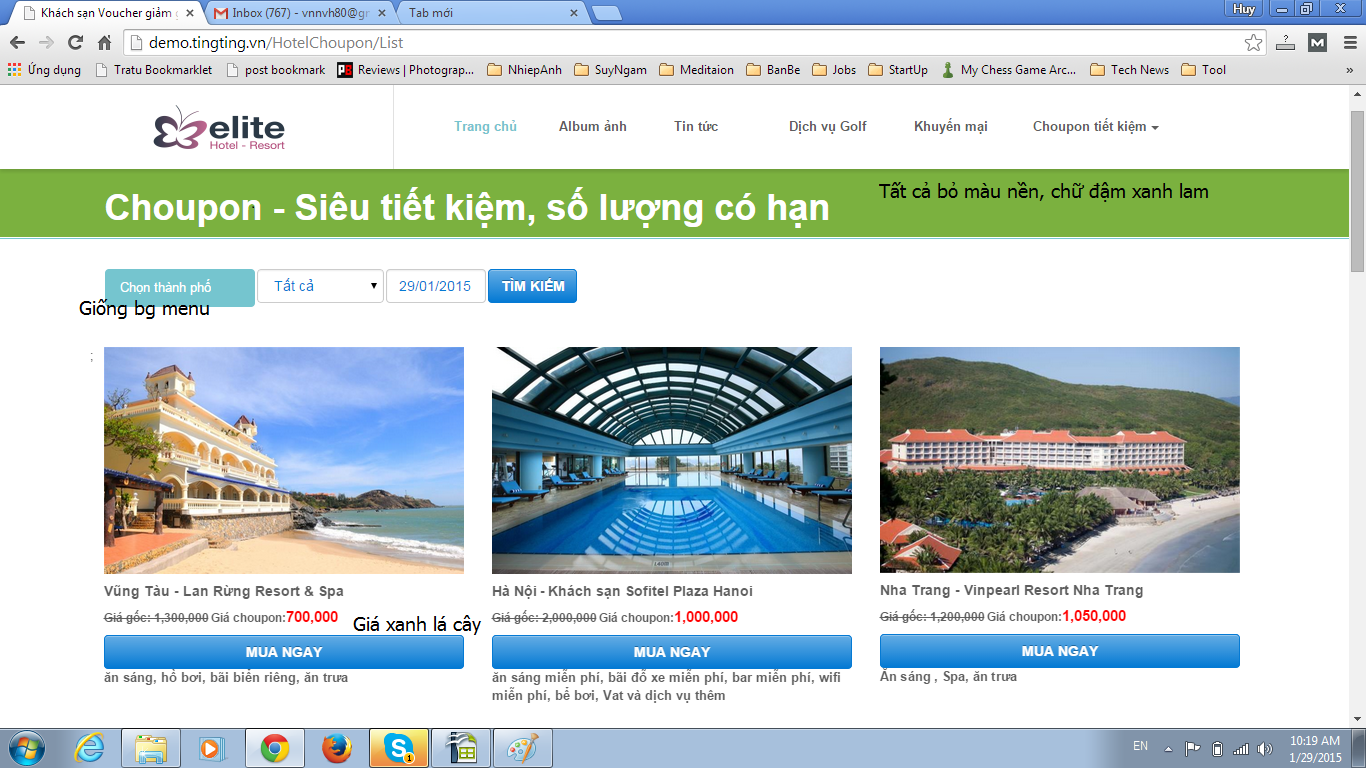 Khách sạn Voucher giảm g
Inbox (767) - vnnvh80@gr
Tab mới
Huy
demo.tingting.vn/HotelChoupon/List
Ứng dụng
Tratu Bookmarklet
post bookmark
Reviews | Photograp...
NhiepAnh
SuyNgam
Meditaion
BanBe
Jobs
StartUp
My Chess Game Arc...
Tech News
Tool
»
elite
Hotel - Resort
Trang chủ
Album ảnh
Tin tức
Dịch vụ Golf
Khuyến mại
Choupon tiết kiệm
Tất cả bỏ màu nền, chữ đậm xanh lam
Choupon - Siêu tiết kiệm, số lượng có hạn
Chọn thành phố
Tất cả
29/01/2015
TÌM KIẾM
Giống bg menu
;
Vũng Tàu - Lan Rừng Resort & Spa
Giá gốc: 1,300,000 Giá choupon:700,000
Giá xanh lá cây
MUA NGAY
ăn sáng, hồ bơi, bãi biển riêng, ăn trưa
Hà Nội - Khách sạn Sofitel Plaza Hanoi
Giá gốc: 2,000,000 Giá choupon:1,000,000
MUA NGAY
ăn sáng miễn phí, bãi đỗ xe miễn phí, bar miễn phí, wifi
miễn phí, bể bơi, Vat và dịch vụ thêm
Nha Trang - Vinpearl Resort Nha Trang
Giá gốc: 1,200,000 Giá choupon:1,050,000
MUA NGAY
Ăn sáng , Spa, ăn trưa
EN
10:19 AM
1/29/2015